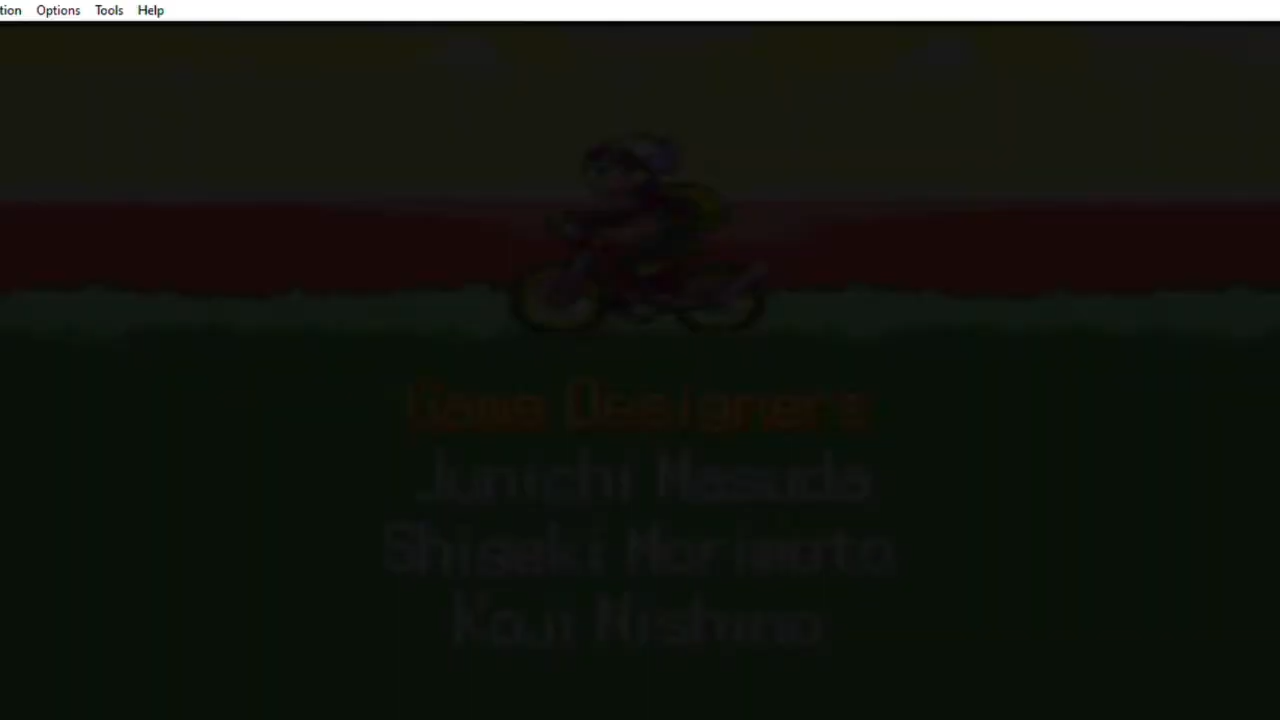 tion Options Tools Help
Game Designers
Junichi Masuda
Shigeki Morimoto
Koji Nishino